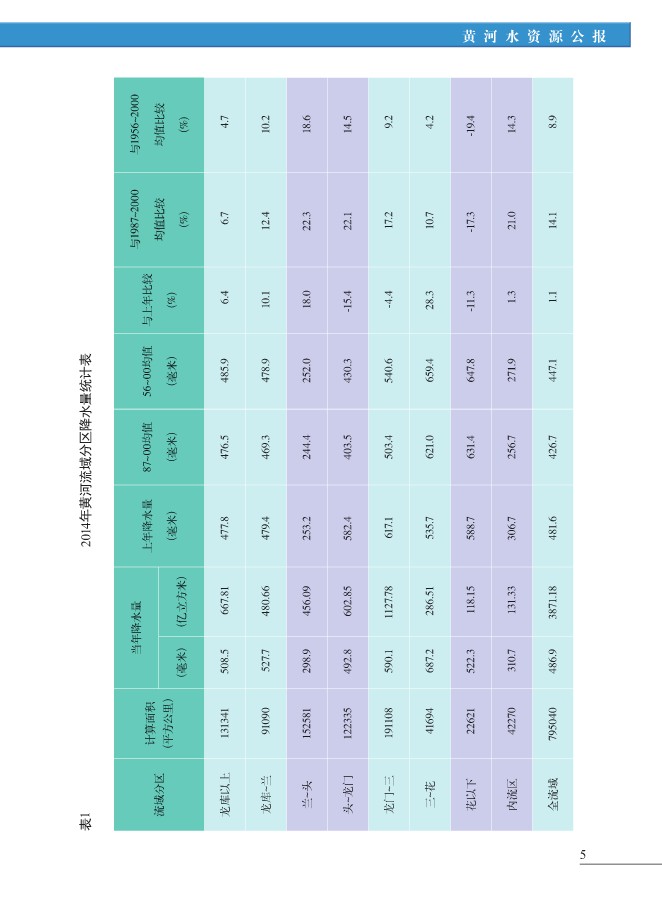 黄河水资源公报
表1
2014年黄河流域分区降水量统计表
流域分区 计算面积(平方公里) 当年降水量 (毫米) (亿立方米) 上年降水量(毫米) 87~00均值(毫米) 56~00均值(毫米) 与上年比较(%) 与1987~2000均值比较(%) 与1956~2000均值比较(%)
龙库以上 131341 508.5 667.81 477.8 476.5 485.9 6.4 6.7 4.7
龙库~兰 91090 527.7 480.66 479.4 469.3 478.9 10.1 12.4 10.2
兰~头 152581 298.9 456.09 253.2 244.4 252.0 18.0 22.3 18.6
头~龙门 122335 492.8 602.85 582.4 403.5 430.3 -15.4 22.1 14.5
龙门~三 191108 590.1 1127.78 617.1 503.4 540.6 -4.4 17.2 9.2
三~花 41694 687.2 286.51 535.7 621.0 659.4 28.3 10.7 4.2
花以下 22621 522.3 118.15 588.7 631.4 647.8 -11.3 -17.3 -19.4
内流区 42270 310.7 131.33 306.7 256.7 271.9 1.3 21.0 14.3
全流域 795040 486.9 3871.18 481.6 426.7 447.1 1.1 14.1 8.9
5